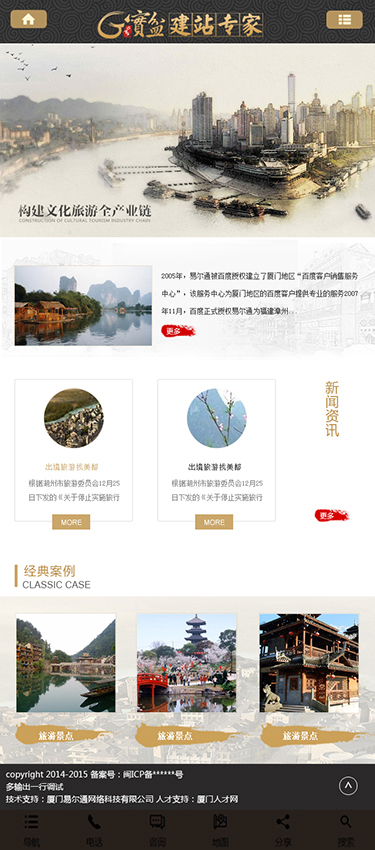 G寶盆建站专家
构建文化旅游全产业链
CONSTRUCTION OF CULTURAL TOURISM INDUSTRY CHAIN
2005年，易尔通被百度授权建立了厦门地区“百度客户销售服务
中心”，该服务中心为厦门地区的百度客户提供专业的服务2007
年11月，百度正式授权易尔通为福建漳州..
更多
新闻资讯
出境旅游找美都
根据湖州市旅游委员会12月25
日下发的《关于停止实施旅行
MORE
出境旅游找美都
根据湖州市旅游委员会12月25
日下发的《关于停止实施旅行
MORE
更多
经典案例
CLASSIC CASE
旅游景点
旅游景点
旅游景点
copyright 2014-2015 备案号：闽ICP备******号
多输出一行调试
技术支持：厦门易尔通网络科技有限公司 人才支持：厦门人才网
导航
电话
咨询
地图
分享
搜索